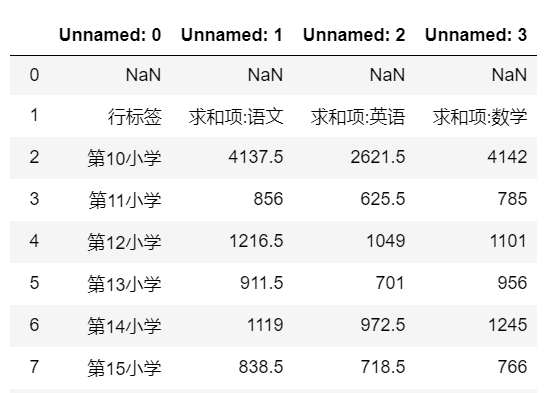 Unnamed: 0 Unnamed: 1 Unnamed: 2 Unnamed: 3
0 NaN NaN NaN NaN
1 行标签 求和项:语文 求和项:英语 求和项:数学
2 第10小学 4137.5 2621.5 4142
3 第11小学 856 625.5 785
4 第12小学 1216.5 1049 1101
5 第13小学 911.5 701 956
6 第14小学 1119 972.5 1245
7 第15小学 838.5 718.5 766